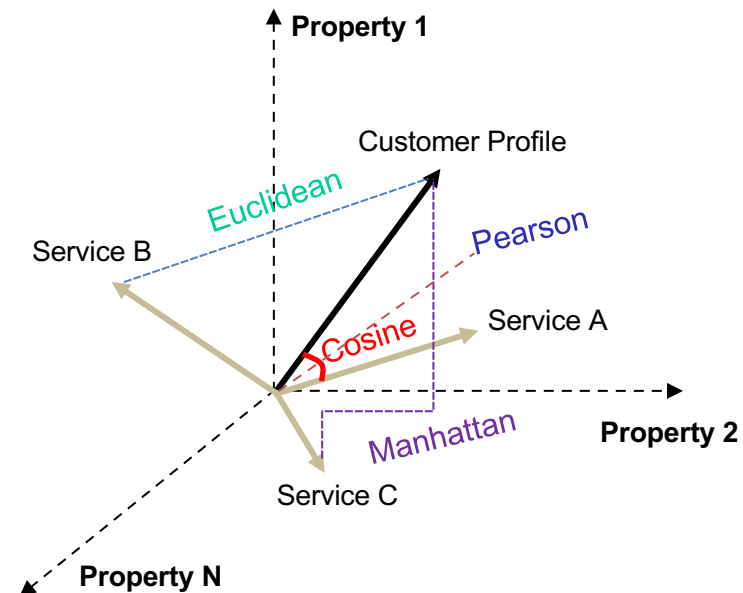 Property 1
Customer Profile
Euclidean
Pearson
Service B
Service A
Cosine
Property 2
Manhattan
Service C
Property N